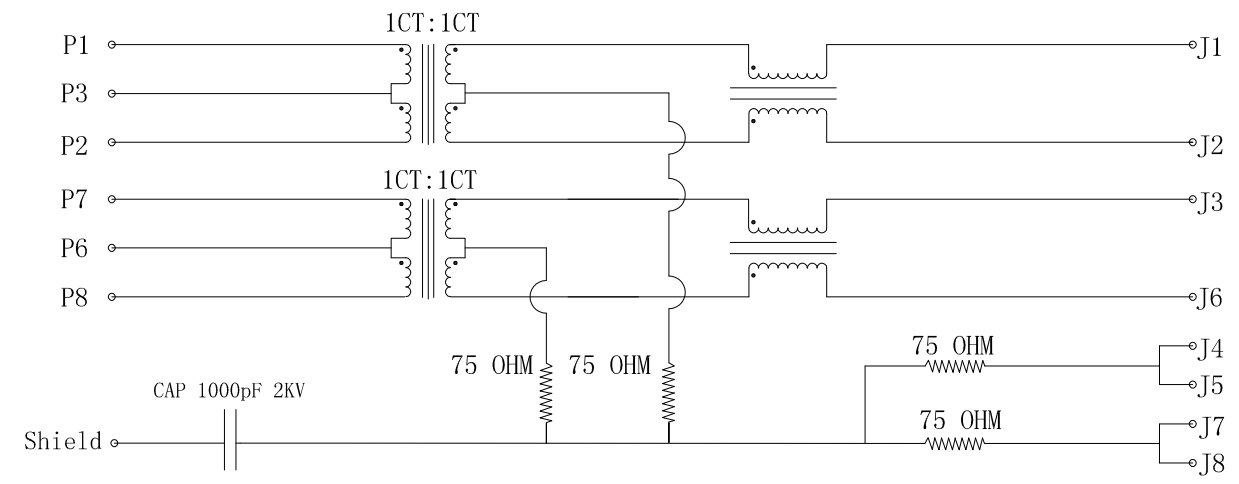 1CT:1CT
P1
J1
P3
P2
J2
1CT:1CT
P7
J3
P6
P8
J6
75 OHM
75 OHM
75 OHM
J4
J5
CAP 1000pF 2KV
75 OHM
J7
Shield
J8